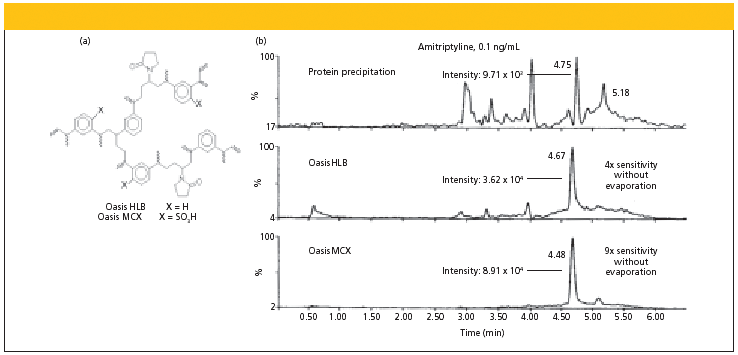 (a)
N
O
X
X
X
N
O
Oasis HLB X = H
Oasis MCX X = SO3H
(b)
Amitriptyline, 0.1 ng/mL
100
%
17
Protein precipitation
Intensity: 9.71 x 10³
4.75
5.18
100
%
4
Oasis HLB
Intensity: 3.62 x 10⁴
4.67
4x sensitivity
without
evaporation
100
%
2
Oasis MCX
Intensity: 8.91 x 10⁴
4.48
9x sensitivity
without
evaporation
0.50 1.00 1.50 2.00 2.50 3.00 3.50 4.00 4.50 5.00 5.50 6.00
Time (min)